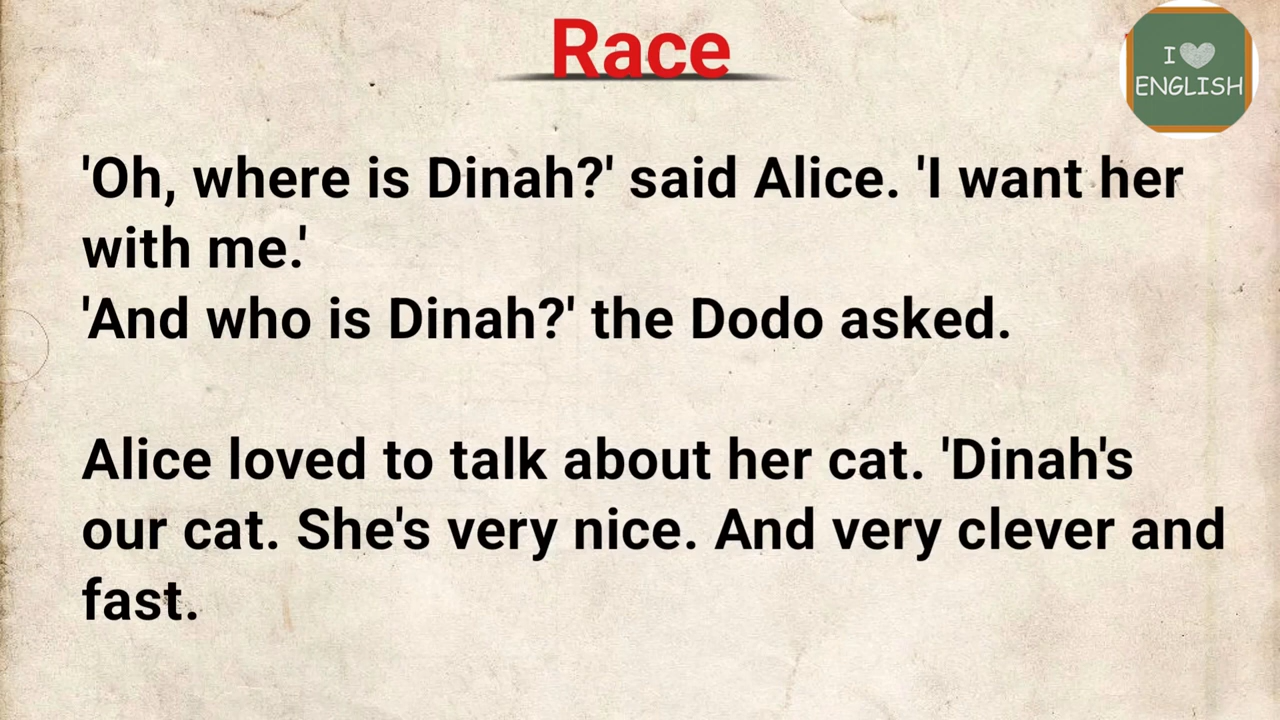 Race
I
ENGLISH
'Oh, where is Dinah?' said Alice. 'I want her
with me.'
'And who is Dinah?' the Dodo asked.
Alice loved to talk about her cat. 'Dinah's
our cat. She's very nice. And very clever and
fast.